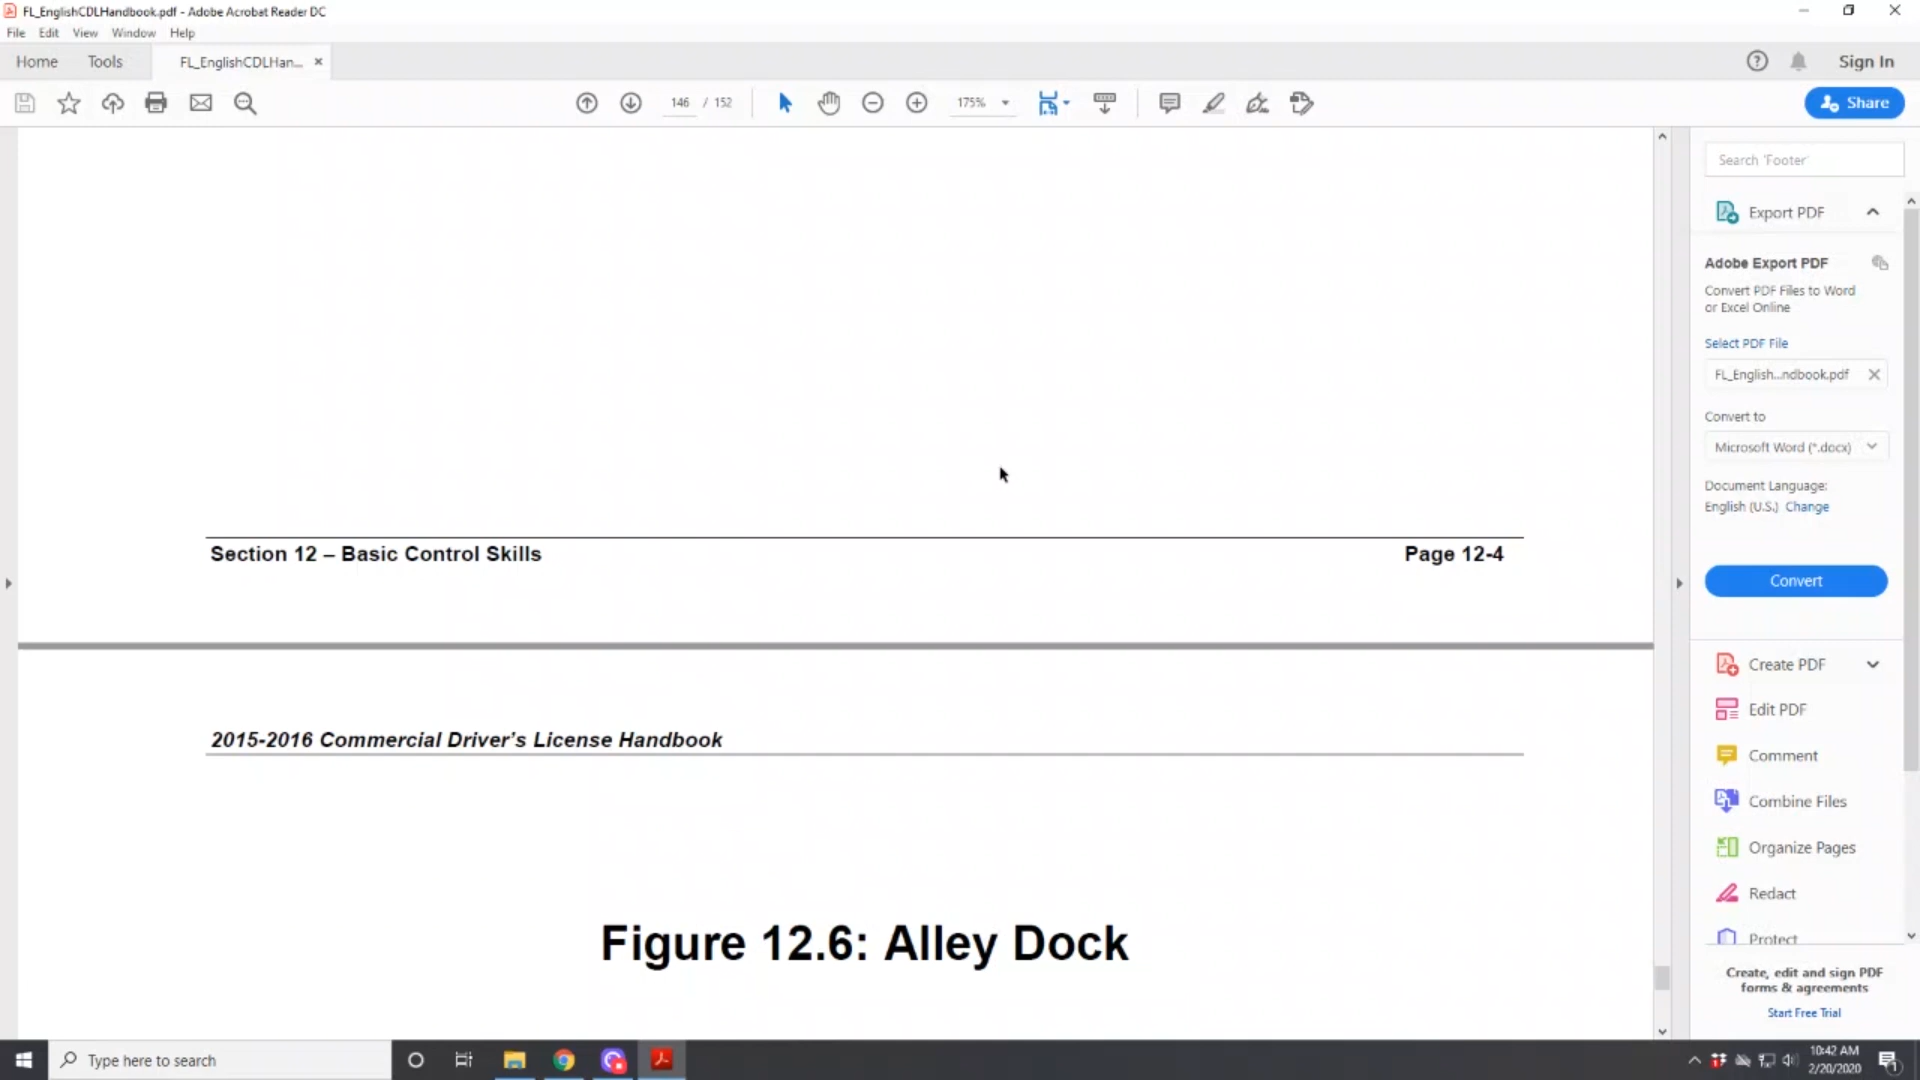 FL_EnglishCDLHandbook.pdf - Adobe Acrobat Reader DC
File Edit View Window Help
Home Tools FL_EnglishCDLHan... × Sign In
146 / 152 175% Share
Search 'Footer'
Export PDF
Adobe Export PDF
Convert PDF Files to Word
or Excel Online
Select PDF File
FL_English...ndbook.pdf
Convert to
Microsoft Word (*.docx)
Document Language:
English (U.S.) Change
Convert
Section 12 – Basic Control Skills Page 12-4
2015-2016 Commercial Driver's License Handbook
Figure 12.6: Alley Dock
Create PDF
Edit PDF
Comment
Combine Files
Organize Pages
Redact
Protect
Create, edit and sign PDF
forms & agreements
Start Free Trial
Type here to search
10:42 AM
2/20/2020
1